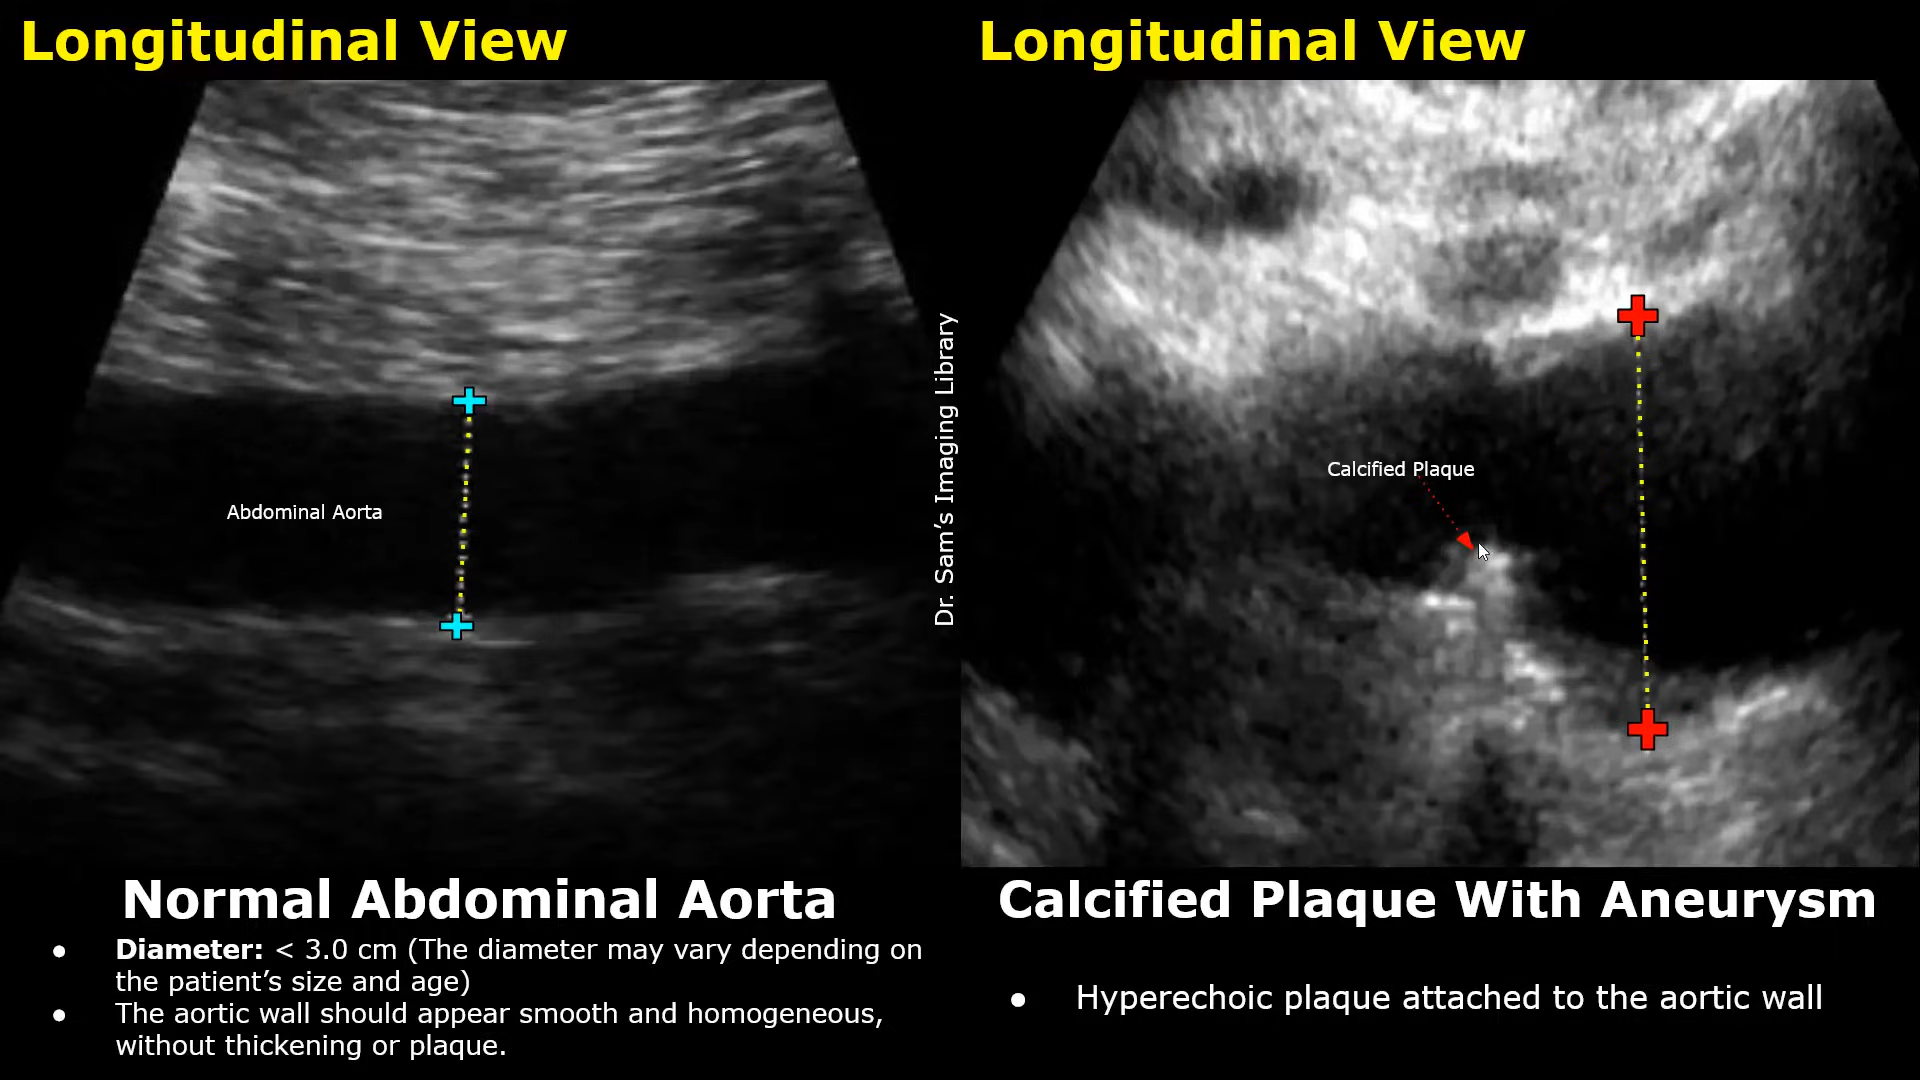 Longitudinal View
Abdominal Aorta
Normal Abdominal Aorta
● Diameter: < 3.0 cm (The diameter may vary depending on
the patient’s size and age)
● The aortic wall should appear smooth and homogeneous,
without thickening or plaque.
Dr. Sam’s Imaging Library
Longitudinal View
Calcified Plaque
Calcified Plaque With Aneurysm
● Hyperechoic plaque attached to the aortic wall